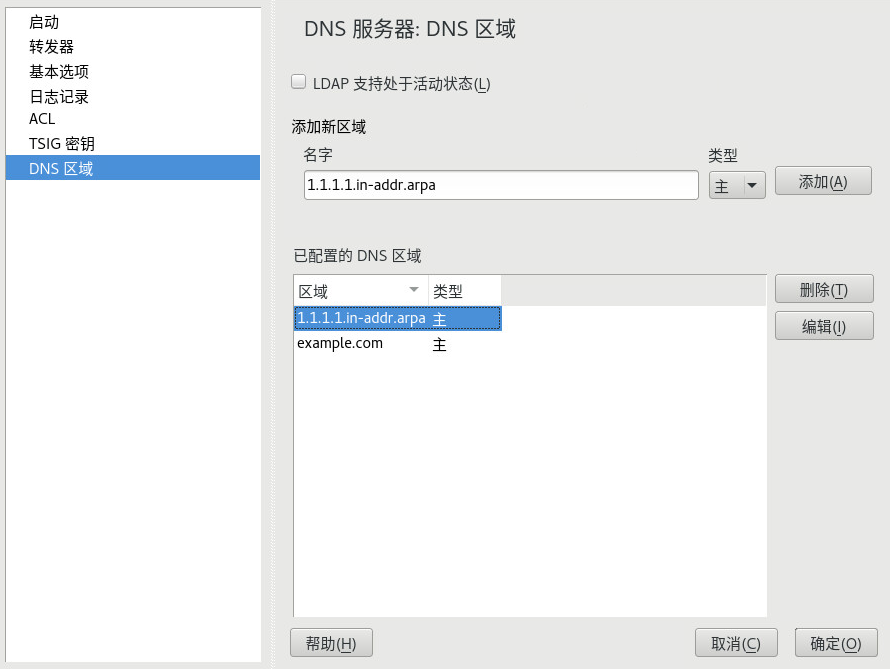 启动
转发器
基本选项
日志记录
ACL
TSIG 密钥
DNS 区域
DNS 服务器: DNS 区域
LDAP 支持处于活动状态(L)
添加新区域
名字
类型
1.1.1.1.in-addr.arpa
主
添加(A)
已配置的 DNS 区域
区域 类型
1.1.1.1.in-addr.arpa 主
example.com 主
删除(T)
编辑(I)
帮助(H)
取消(C)
确定(O)